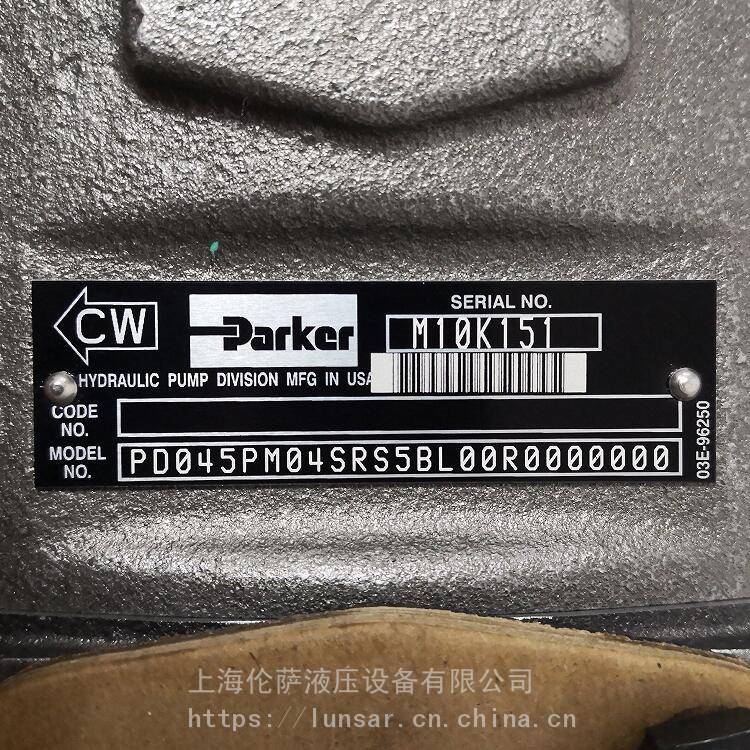 CW
Parker
SERIAL NO.
M10K151
HYDRAULIC PUMP DIVISION MFG IN USA
CODE NO.
MODEL NO.
PD045PM04SRS5BL00R0000000
03E-96250
上海伦萨液压设备有限公司
https://lunsar.cn.china.cn